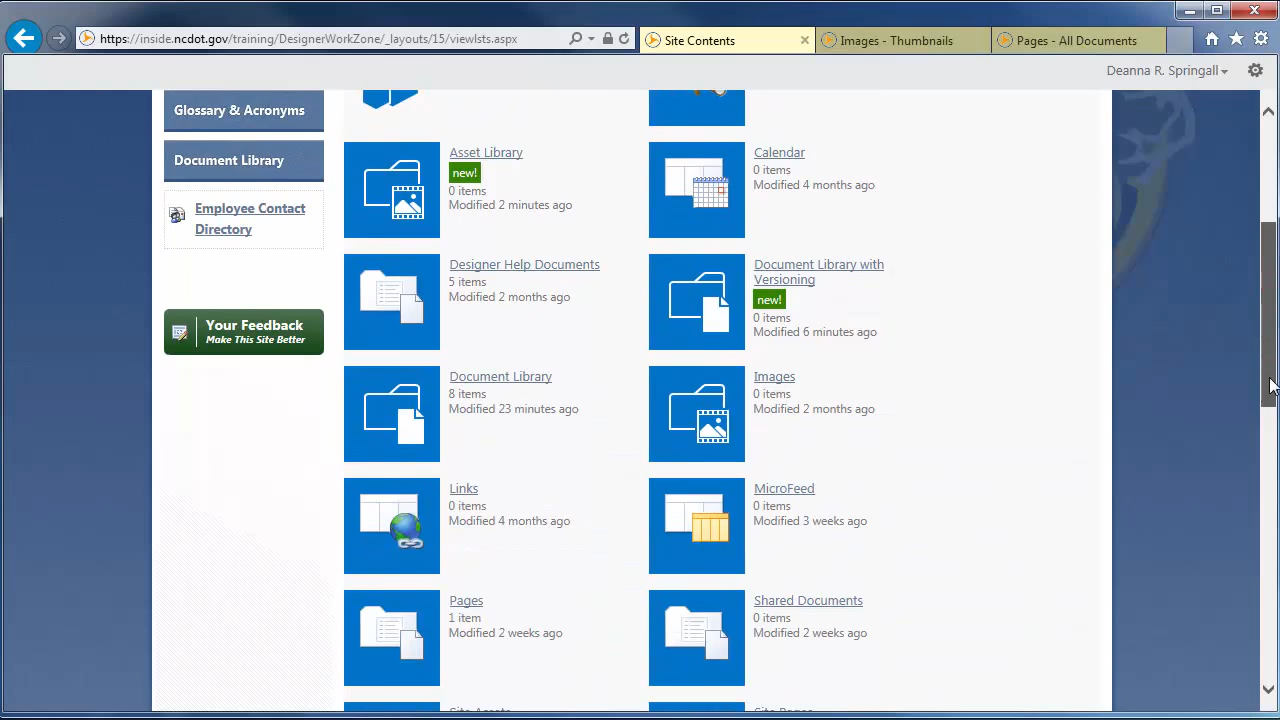 https://inside.ncdot.gov/training/DesignerWorkZone/_layouts/15/viewlsts.aspx
Site Contents
Images - Thumbnails
Pages - All Documents
Deanna R. Springall
Glossary & Acronyms
Document Library
Employee Contact
Directory
Your Feedback
Make This Site Better
Asset Library
new!
0 items
Modified 2 minutes ago
Calendar
0 items
Modified 4 months ago
Designer Help Documents
5 items
Modified 2 months ago
Document Library with
Versioning
new!
0 items
Modified 6 minutes ago
Document Library
8 items
Modified 23 minutes ago
Images
0 items
Modified 2 months ago
Links
0 items
Modified 4 months ago
MicroFeed
0 items
Modified 3 weeks ago
Pages
1 item
Modified 2 weeks ago
Shared Documents
0 items
Modified 2 weeks ago
Site Assets
Site Pages